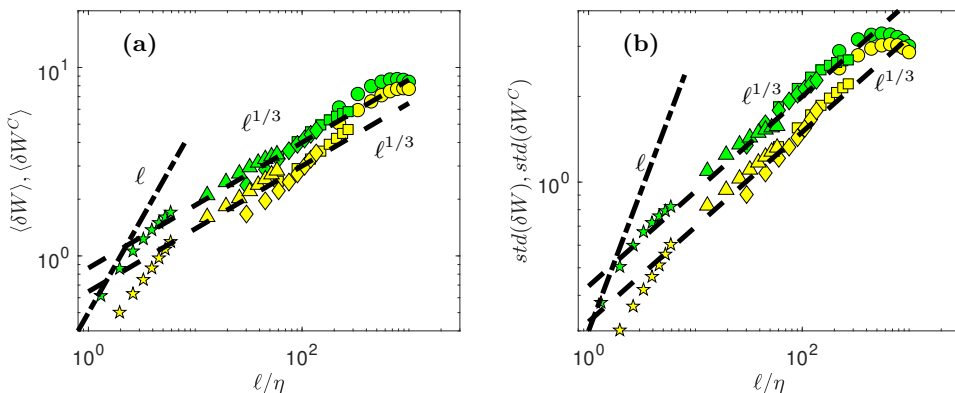 (a)
10^1
10^0
⟨δW⟩, ⟨δW^C⟩
ℓ
ℓ^{1/3}
ℓ^{1/3}
10^0
10^2
ℓ/η
(b)
10^0
std(δW), std(δW^C)
ℓ
ℓ^{1/3}
ℓ^{1/3}
10^0
10^2
ℓ/η